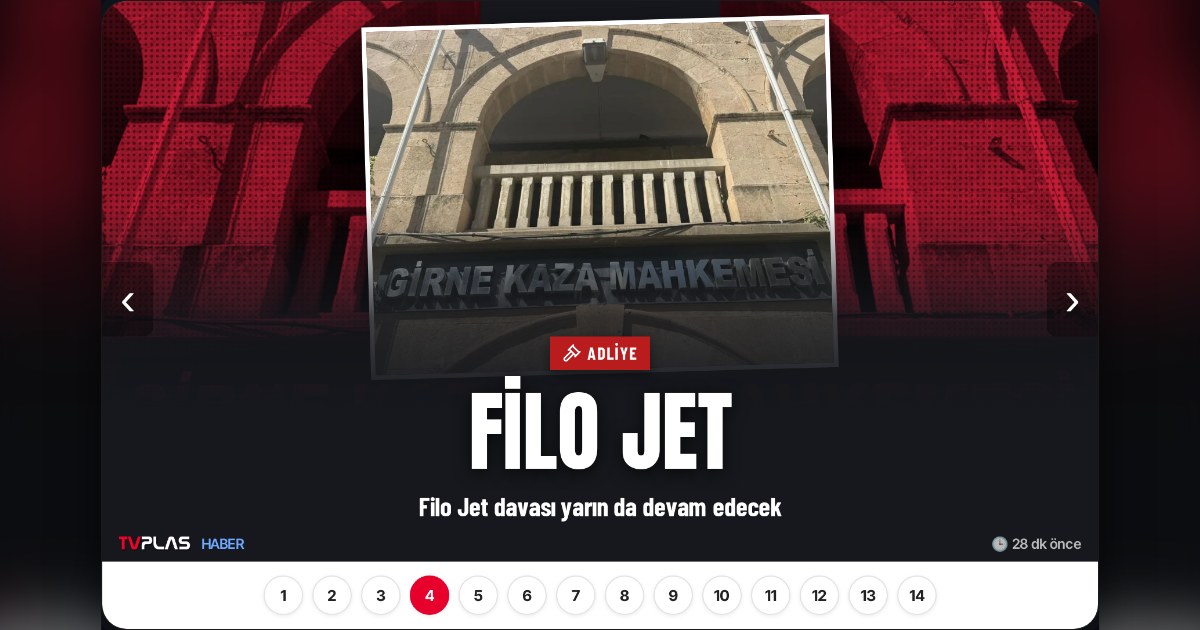 GİRNE KAZA MAHKEMESİ
ADLİYE
FİLO JET
Filo Jet davası yarın da devam edecek
TVPLAS HABER
28 dk önce
1 2 3 4 5 6 7 8 9 10 11 12 13 14